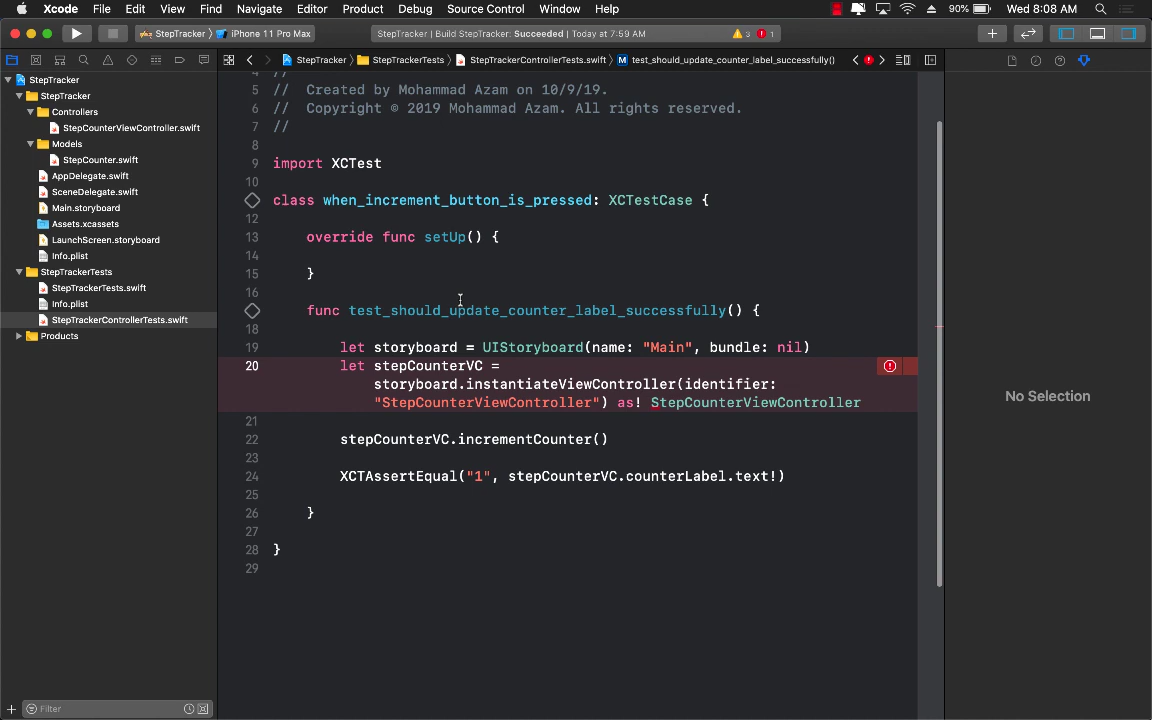 Xcode File Edit View Find Navigate Editor Product Debug Source Control Window Help 90% Wed 8:08 AM
StepTracker iPhone 11 Pro Max StepTracker | Build StepTracker: Succeeded | Today at 7:59 AM 3 1
StepTracker StepTrackerTests StepTrackerControllerTests.swift M test_should_update_counter_label_successfully()
StepTracker
StepTracker
Controllers
StepCounterViewController.swift
Models
StepCounter.swift
AppDelegate.swift
SceneDelegate.swift
Main.storyboard
Assets.xcassets
LaunchScreen.storyboard
Info.plist
StepTrackerTests
StepTrackerTests.swift
Info.plist
StepTrackerControllerTests.swift
Products
Filter
4 //
5 // Created by Mohammad Azam on 10/9/19.
6 // Copyright © 2019 Mohammad Azam. All rights reserved.
7 //
8
9 import XCTest
10
class when_increment_button_is_pressed: XCTestCase {
12
13 override func setUp() {
14
15 }
16
func test_should_update_counter_label_successfully() {
18
19 let storyboard = UIStoryboard(name: "Main", bundle: nil)
20 let stepCounterVC =
storyboard.instantiateViewController(identifier:
"StepCounterViewController") as! StepCounterViewController
21
22 stepCounterVC.incrementCounter()
23
24 XCTAssertEqual("1", stepCounterVC.counterLabel.text!)
25
26 }
27
28 }
29
No Selection